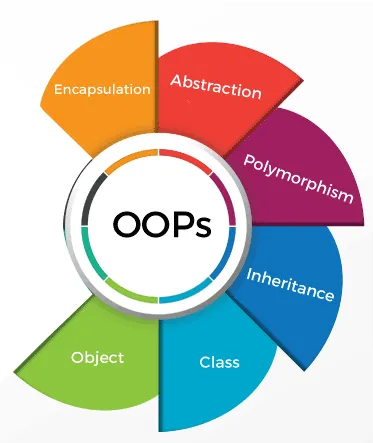 Encapsulation
Abstraction
Polymorphism
Inheritance
Class
Object
OOPs